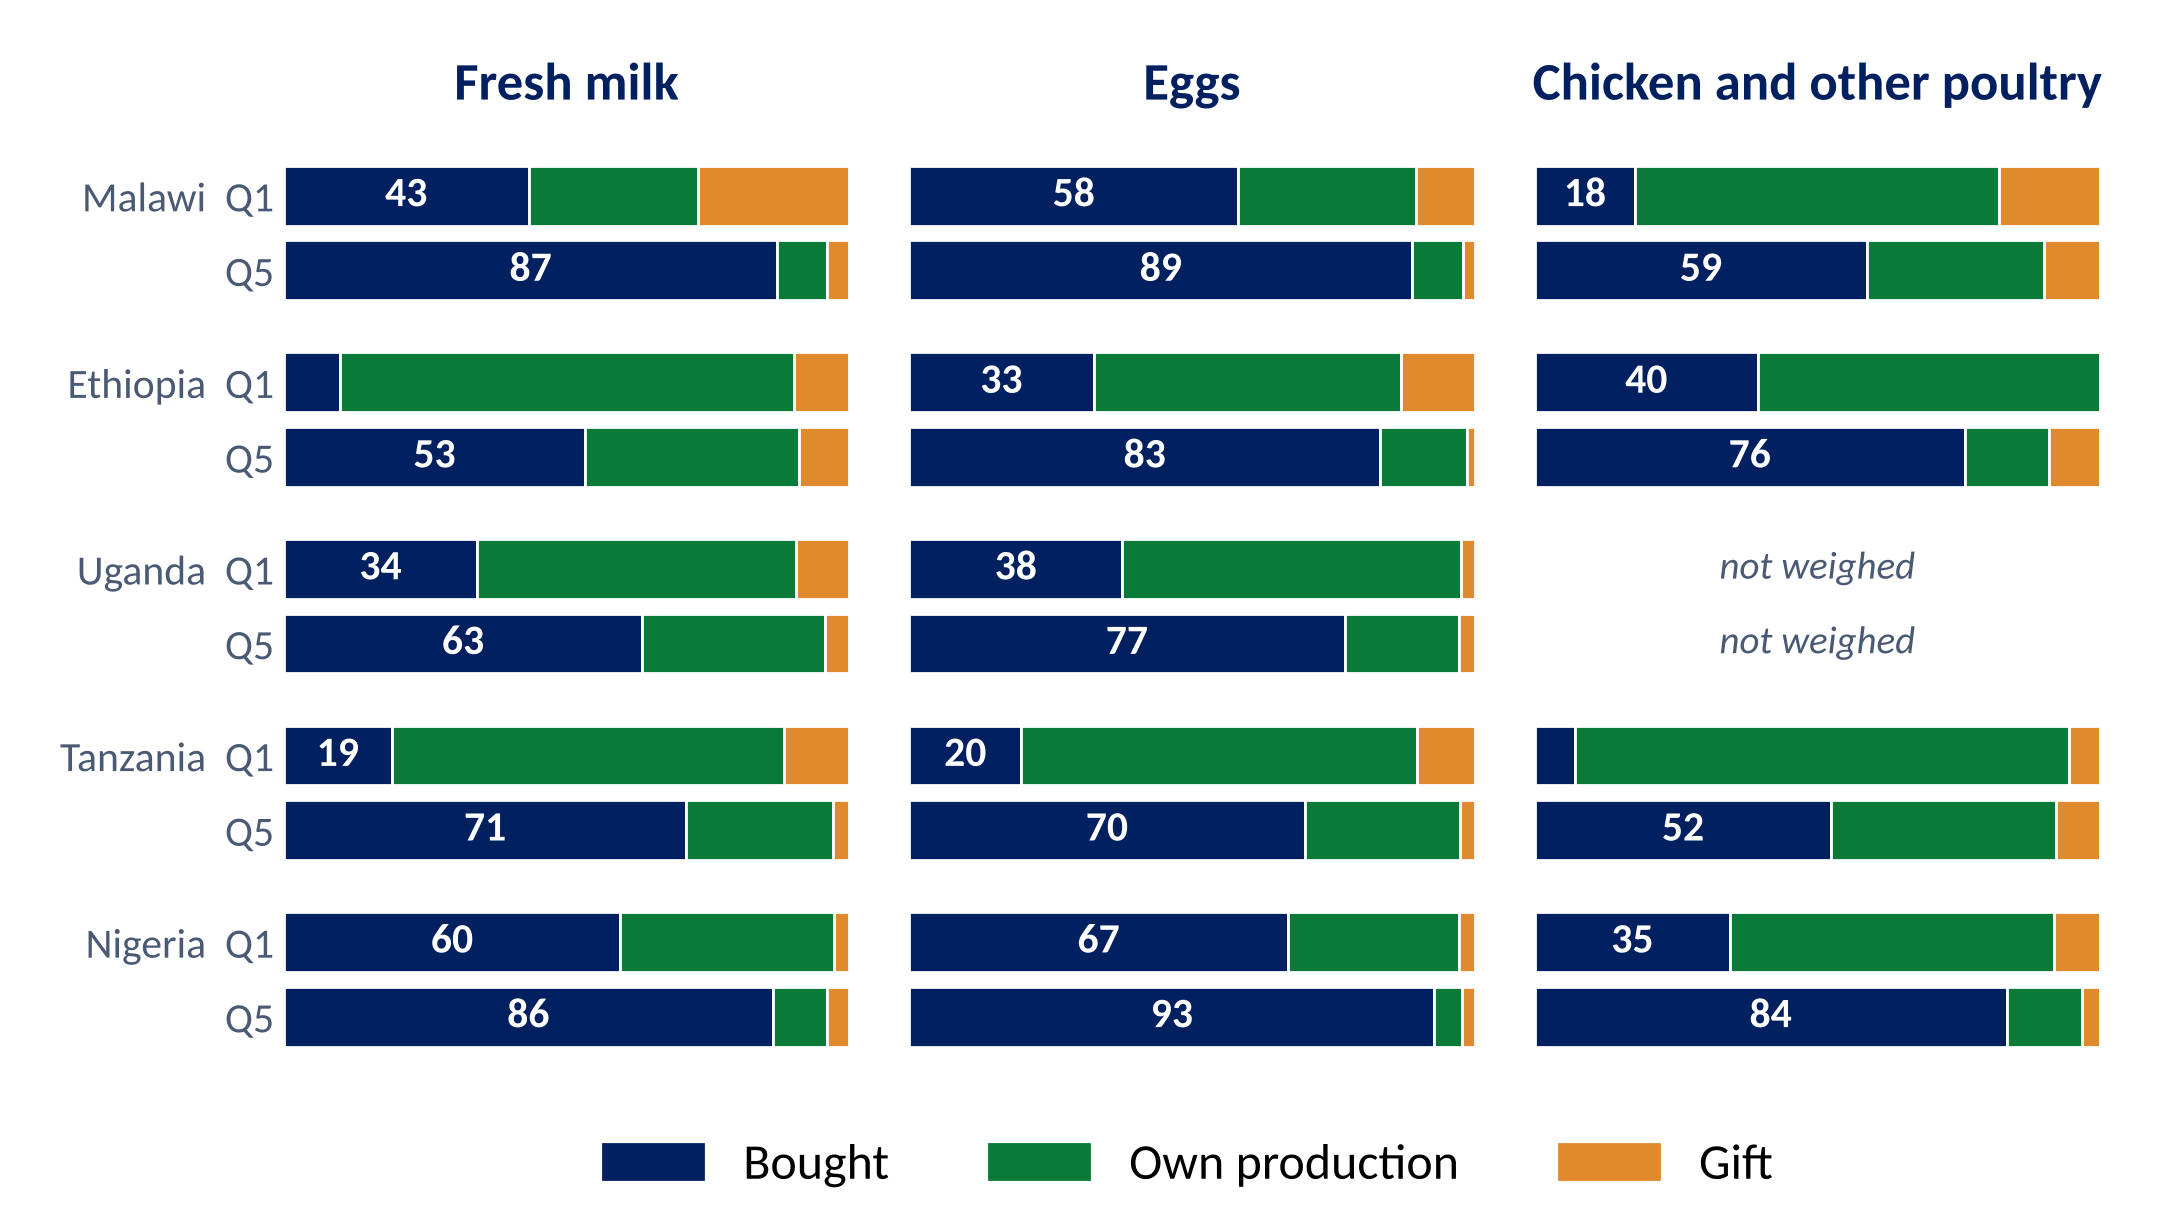 Fresh milk Eggs Chicken and other poultry
Malawi Q1 43 58 18
Q5 87 89 59
Ethiopia Q1 33 40
Q5 53 83 76
Uganda Q1 34 38 not weighed
Q5 63 77 not weighed
Tanzania Q1 19 20
Q5 71 70 52
Nigeria Q1 60 67 35
Q5 86 93 84
Bought Own production Gift